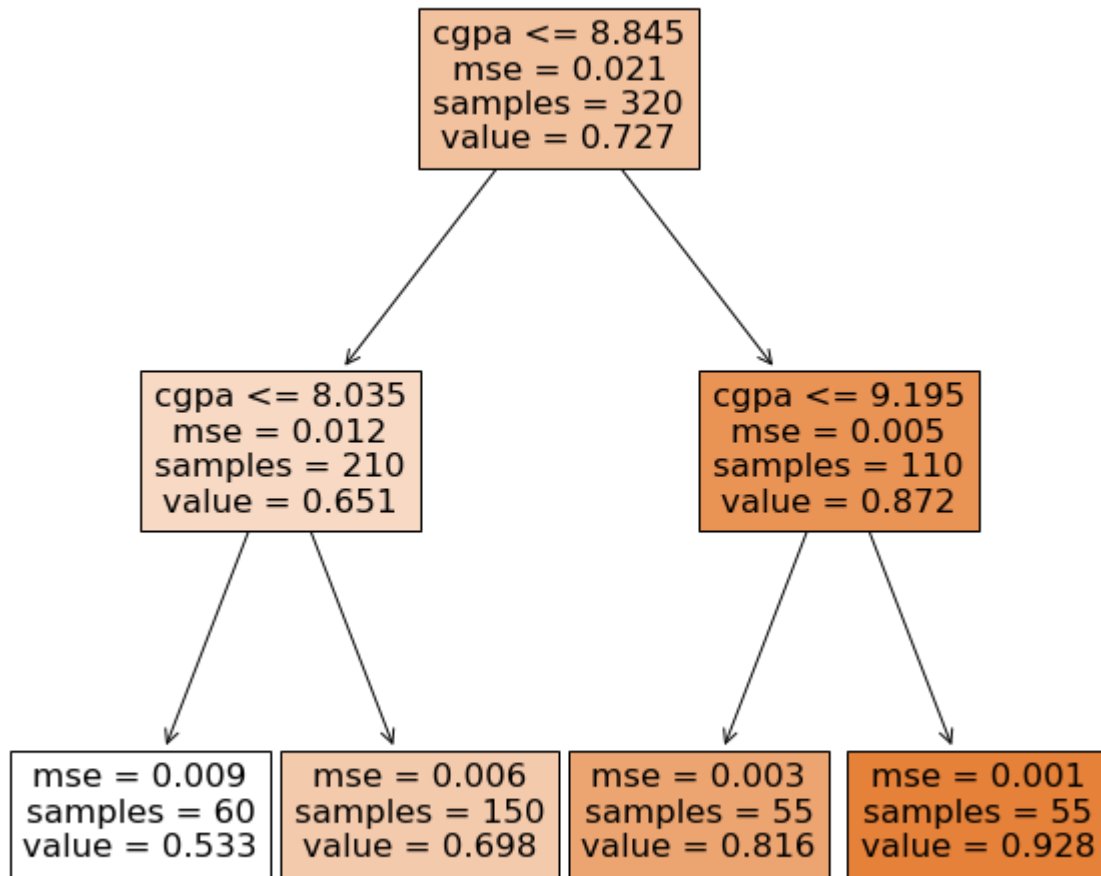 cgpa <= 8.845
mse = 0.021
samples = 320
value = 0.727
cgpa <= 8.035
mse = 0.012
samples = 210
value = 0.651
cgpa <= 9.195
mse = 0.005
samples = 110
value = 0.872
mse = 0.009
samples = 60
value = 0.533
mse = 0.006
samples = 150
value = 0.698
mse = 0.003
samples = 55
value = 0.816
mse = 0.001
samples = 55
value = 0.928